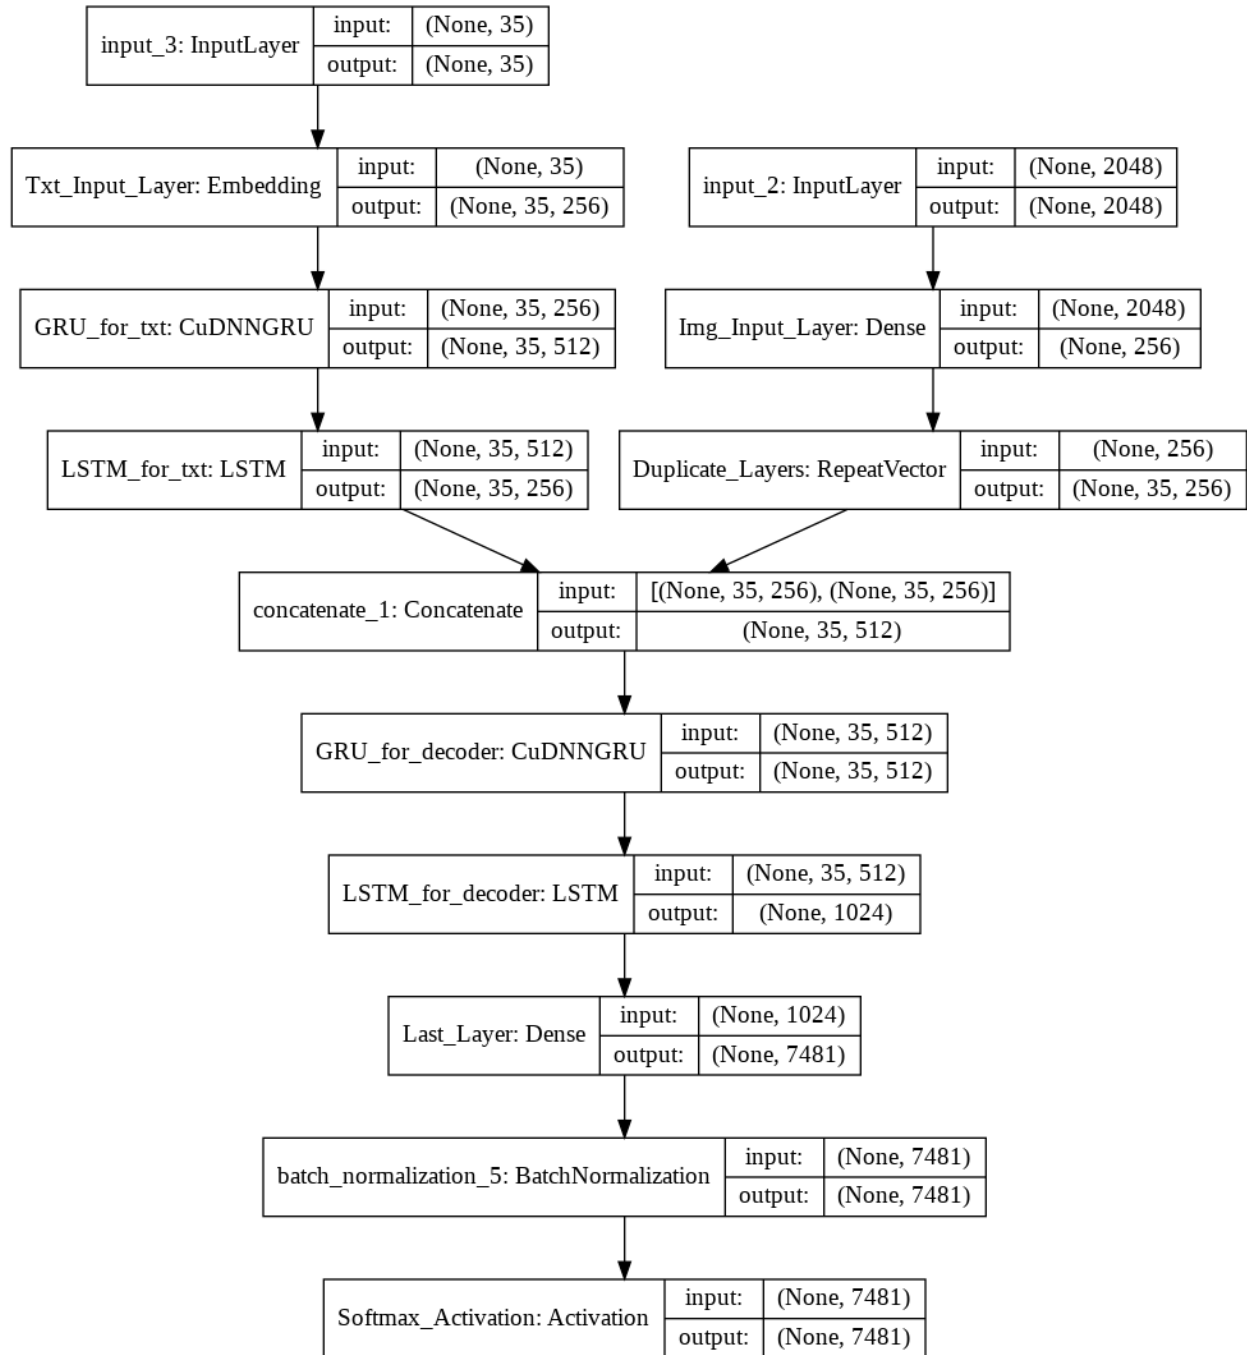 input_3: InputLayer
input: (None, 35)
output: (None, 35)
Txt_Input_Layer: Embedding
input: (None, 35)
output: (None, 35, 256)
input_2: InputLayer
input: (None, 2048)
output: (None, 2048)
GRU_for_txt: CuDNNGRU
input: (None, 35, 256)
output: (None, 35, 512)
Img_Input_Layer: Dense
input: (None, 2048)
output: (None, 256)
LSTM_for_txt: LSTM
input: (None, 35, 512)
output: (None, 35, 256)
Duplicate_Layers: RepeatVector
input: (None, 256)
output: (None, 35, 256)
concatenate_1: Concatenate
input: [(None, 35, 256), (None, 35, 256)]
output: (None, 35, 512)
GRU_for_decoder: CuDNNGRU
input: (None, 35, 512)
output: (None, 35, 512)
LSTM_for_decoder: LSTM
input: (None, 35, 512)
output: (None, 1024)
Last_Layer: Dense
input: (None, 1024)
output: (None, 7481)
batch_normalization_5: BatchNormalization
input: (None, 7481)
output: (None, 7481)
Softmax_Activation: Activation
input: (None, 7481)
output: (None, 7481)